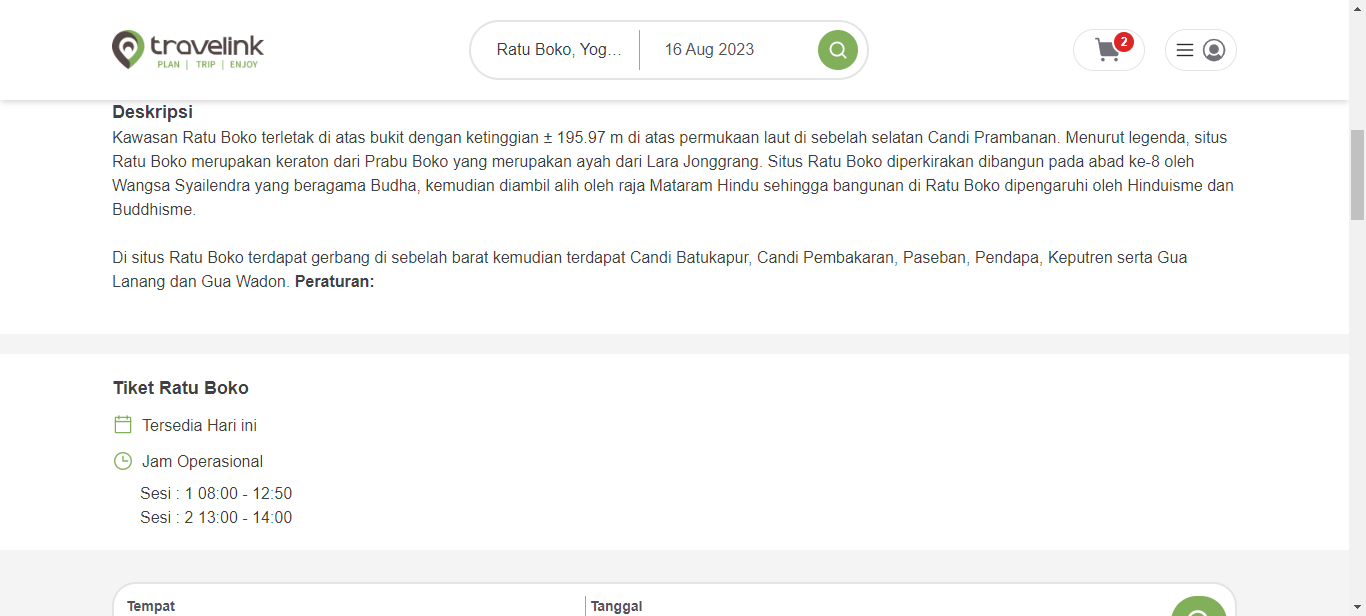 travelink
PLAN | TRIP | ENJOY
Ratu Boko, Yog...
16 Aug 2023
2
Deskripsi
Kawasan Ratu Boko terletak di atas bukit dengan ketinggian ± 195.97 m di atas permukaan laut di sebelah selatan Candi Prambanan. Menurut legenda, situs
Ratu Boko merupakan keraton dari Prabu Boko yang merupakan ayah dari Lara Jonggrang. Situs Ratu Boko diperkirakan dibangun pada abad ke-8 oleh
Wangsa Syailendra yang beragama Budha, kemudian diambil alih oleh raja Mataram Hindu sehingga bangunan di Ratu Boko dipengaruhi oleh Hinduisme dan
Buddhisme.
Di situs Ratu Boko terdapat gerbang di sebelah barat kemudian terdapat Candi Batukapur, Candi Pembakaran, Paseban, Pendapa, Keputren serta Gua
Lanang dan Gua Wadon. Peraturan:
Tiket Ratu Boko
Tersedia Hari ini
Jam Operasional
Sesi : 1 08:00 - 12:50
Sesi : 2 13:00 - 14:00
Tempat
Tanggal